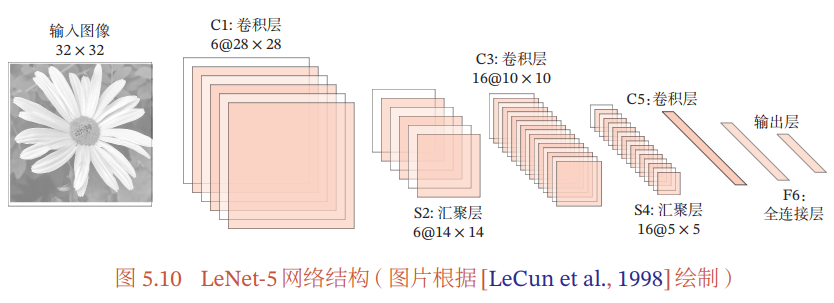 输入图像
32×32
C1: 卷积层
6@28×28
S2: 汇聚层
6@14×14
C3: 卷积层
16@10×10
S4: 汇聚层
16@5×5
C5: 卷积层
输出层
F6:
全连接层
图 5.10 LeNet-5 网络结构(图片根据[LeCun et al., 1998]绘制)